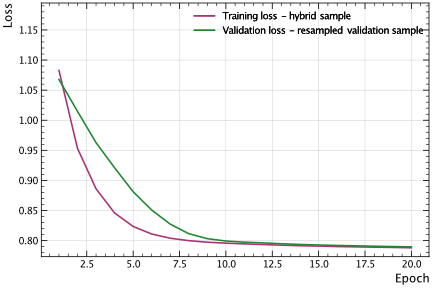 Loss
Training loss – hybrid sample
Validation loss – resampled validation sample
1.15
1.10
1.05
1.00
0.95
0.90
0.85
0.80
2.5 5.0 7.5 10.0 12.5 15.0 17.5 20.0
Epoch